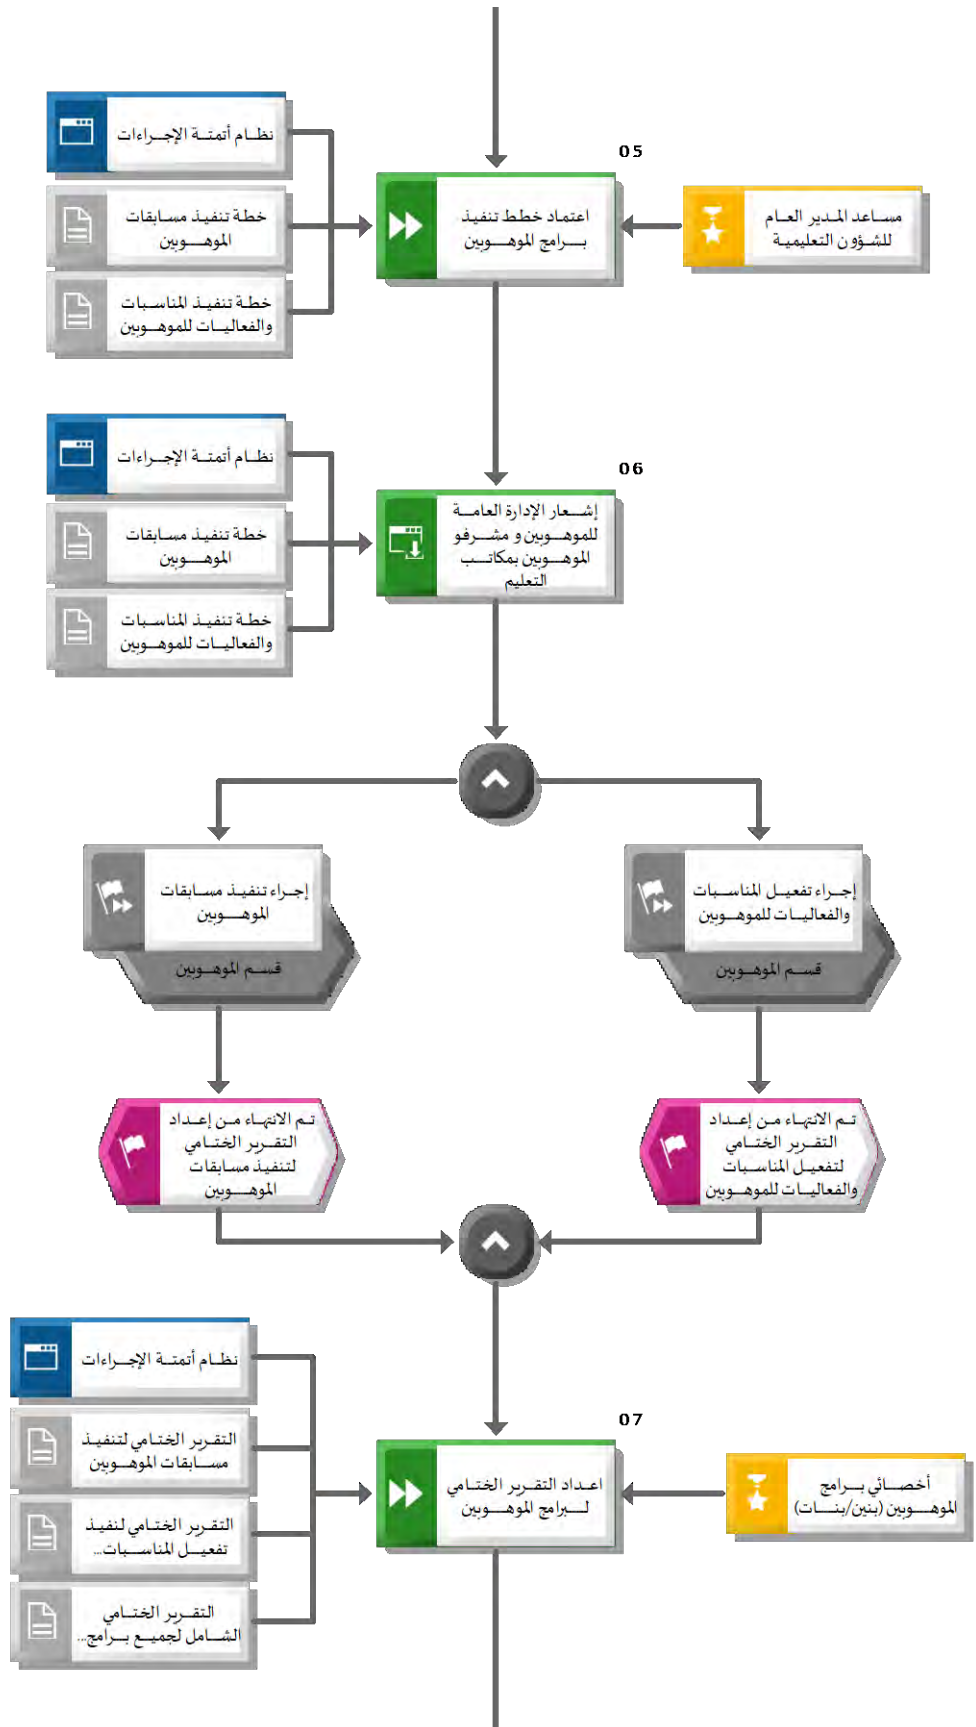 05
نظام أتمتة الإجراءات
خطة تنفيذ مسابقات
الموهوبين
خطة تنفيذ المناسبات
والفعاليات للموهوبين
اعتماد خطط تنفيذ
برامج الموهوبين
مساعد المدير العام
للشؤون التعليمية
06
نظام أتمتة الإجراءات
خطة تنفيذ مسابقات
الموهوبين
خطة تنفيذ المناسبات
والفعاليات للموهوبين
إشعار الإدارة العامة
للموهوبين و مشرفو
الموهوبين بمكاتب
التعليم
إجراء تفعيل المناسبات
والفعاليات للموهوبين
قسم الموهوبين
إجراء تنفيذ مسابقات
الموهوبين
قسم الموهوبين
تم الانتهاء من إعداد
التقرير الختامي
لتفعيل المناسبات
والفعاليات للموهوبين
تم الانتهاء من إعداد
التقرير الختامي
لتنفيذ مسابقات
الموهوبين
07
نظام أتمتة الإجراءات
التقرير الختامي لتنفيذ
مسابقات الموهوبين
التقرير الختامي لنفيذ
تفعيل المناسبات...
التقرير الختامي
الشامل لجميع برامج...
اعداد التقرير الختامي
لبرامج الموهوبين
أخصائي برامج
الموهوبين (بنين/بنات)